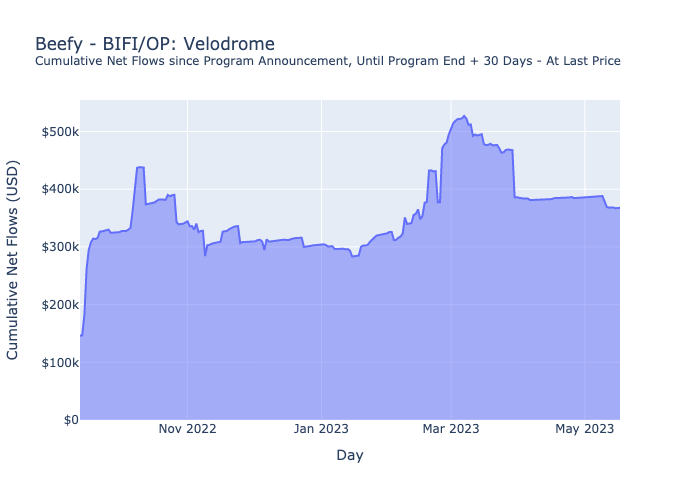 Beefy - BIFI/OP: Velodrome
Cumulative Net Flows since Program Announcement, Until Program End + 30 Days - At Last Price
Cumulative Net Flows (USD)
$500k
$400k
$300k
$200k
$100k
$0
Nov 2022
Jan 2023
Mar 2023
May 2023
Day